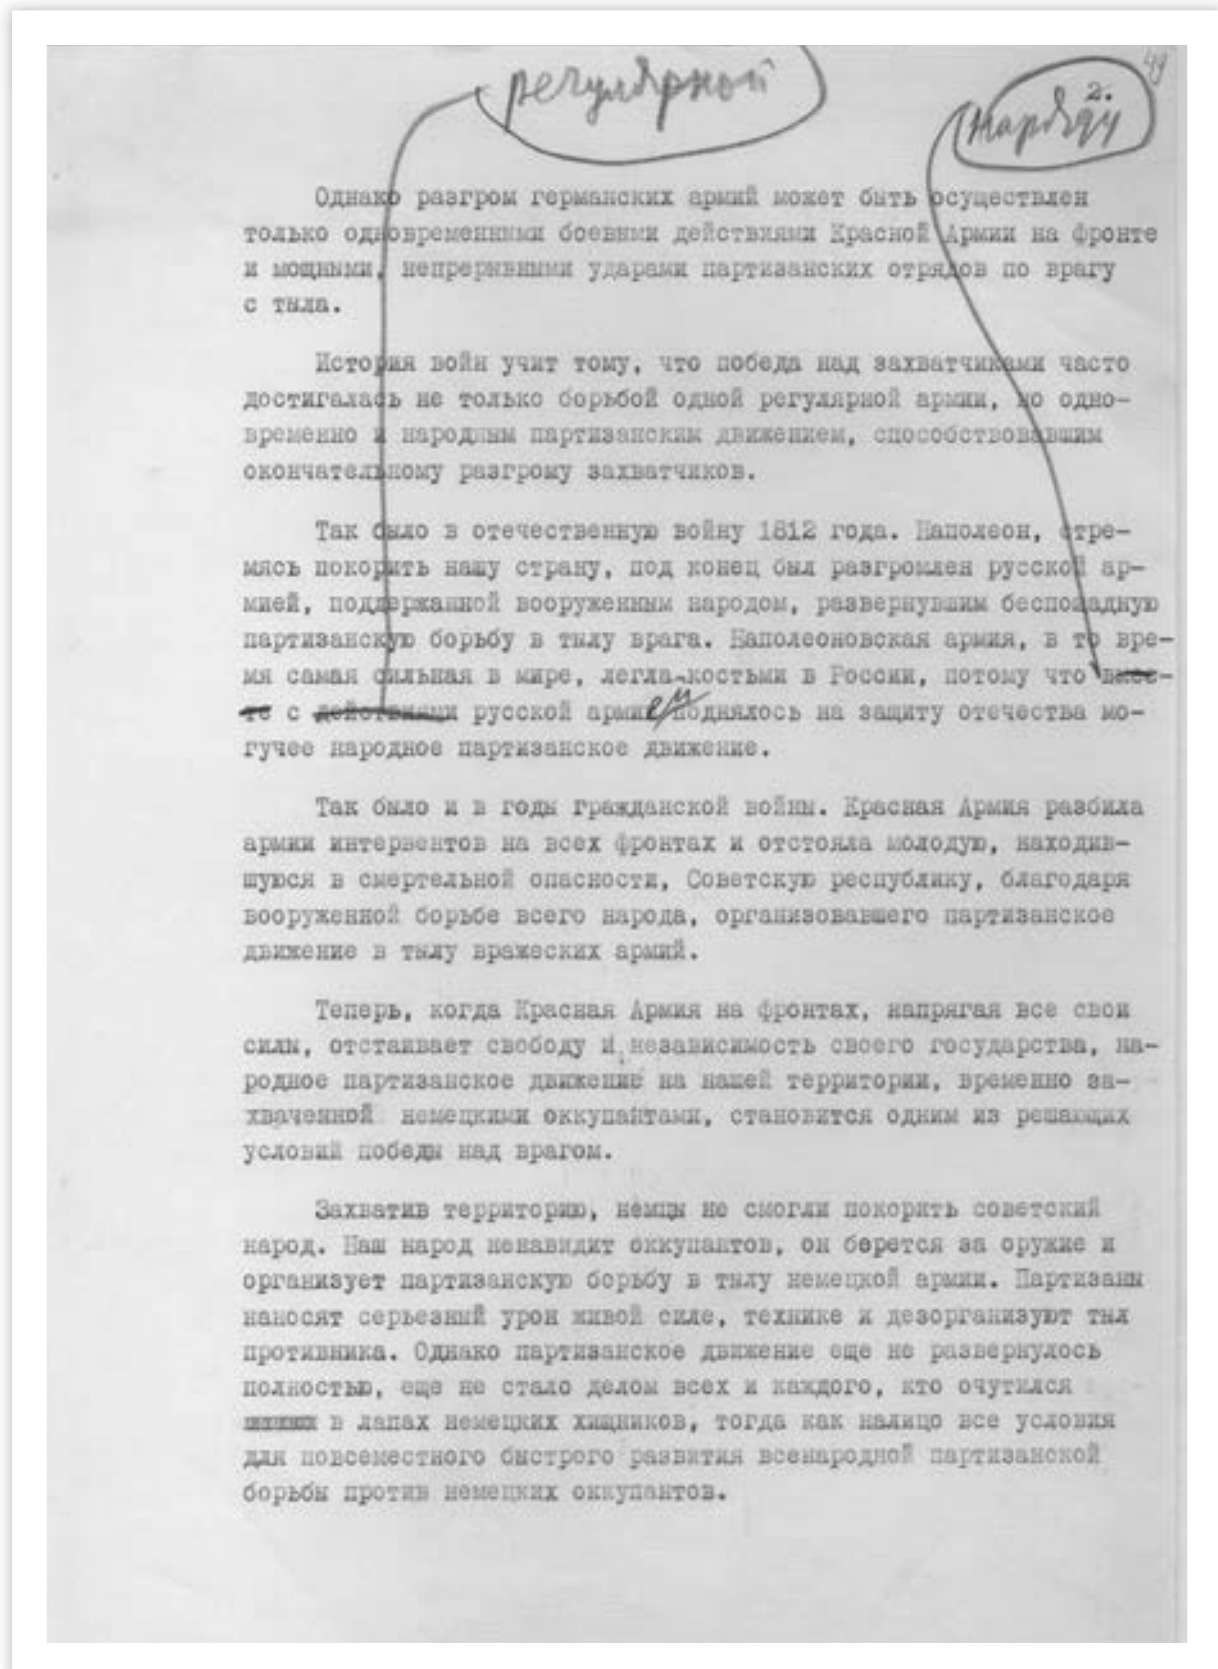 регулярной
49
2.
наряду
Однако разгром германских армий может быть осуществлен
только одновременными боевыми действиями Красной Армии на фронте
и мощными, непрерывными ударами партизанских отрядов по врагу
с тыла.
История войн учит тому, что победа над захватчиками часто
достигалась не только борьбой одной регулярной армии, но одно-
временно и народным партизанским движением, способствовавшим
окончательному разгрому захватчиков.
Так было в отечественную войну 1812 года. Наполеон, стре-
мясь покорить нашу страну, под конец был разгромлен русской ар-
мией, поддержанной вооруженным народом, развернувшим беспощадную
партизанскую борьбу в тылу врага. Наполеоновская армия, в то вре-
мя самая сильная в мире, легла костьми в России, потому что вмес-
те с действиями русской армией поднялось на защиту отечества мо-
гучее народное партизанское движение.
Так было и в годы гражданской войны. Красная Армия разбила
армии интервентов на всех фронтах и отстояла молодую, находив-
шуюся в смертельной опасности, Советскую республику, благодаря
вооруженной борьбе всего народа, организовавшего партизанское
движение в тылу вражеских армий.
Теперь, когда Красная Армия на фронтах, напрягая все свои
силы, отстаивает свободу и независимость своего государства, на-
родное партизанское движение на нашей территории, временно за-
хваченной немецкими оккупантами, становится одним из решающих
условий победы над врагом.
Захватив территорию, немцы не смогли покорить советский
народ. Наш народ ненавидит оккупантов, он берется за оружие и
организует партизанскую борьбу в тылу немецкой армии. Партизаны
наносят серьезный урон живой силе, технике и дезорганизуют тыл
противника. Однако партизанское движение еще не развернулось
полностью, еще не стало делом всех и каждого, кто очутился
в лапах немецких хищников, тогда как налицо все условия
для повсеместного быстрого развития всенародной партизанской
борьбы против немецких оккупантов.